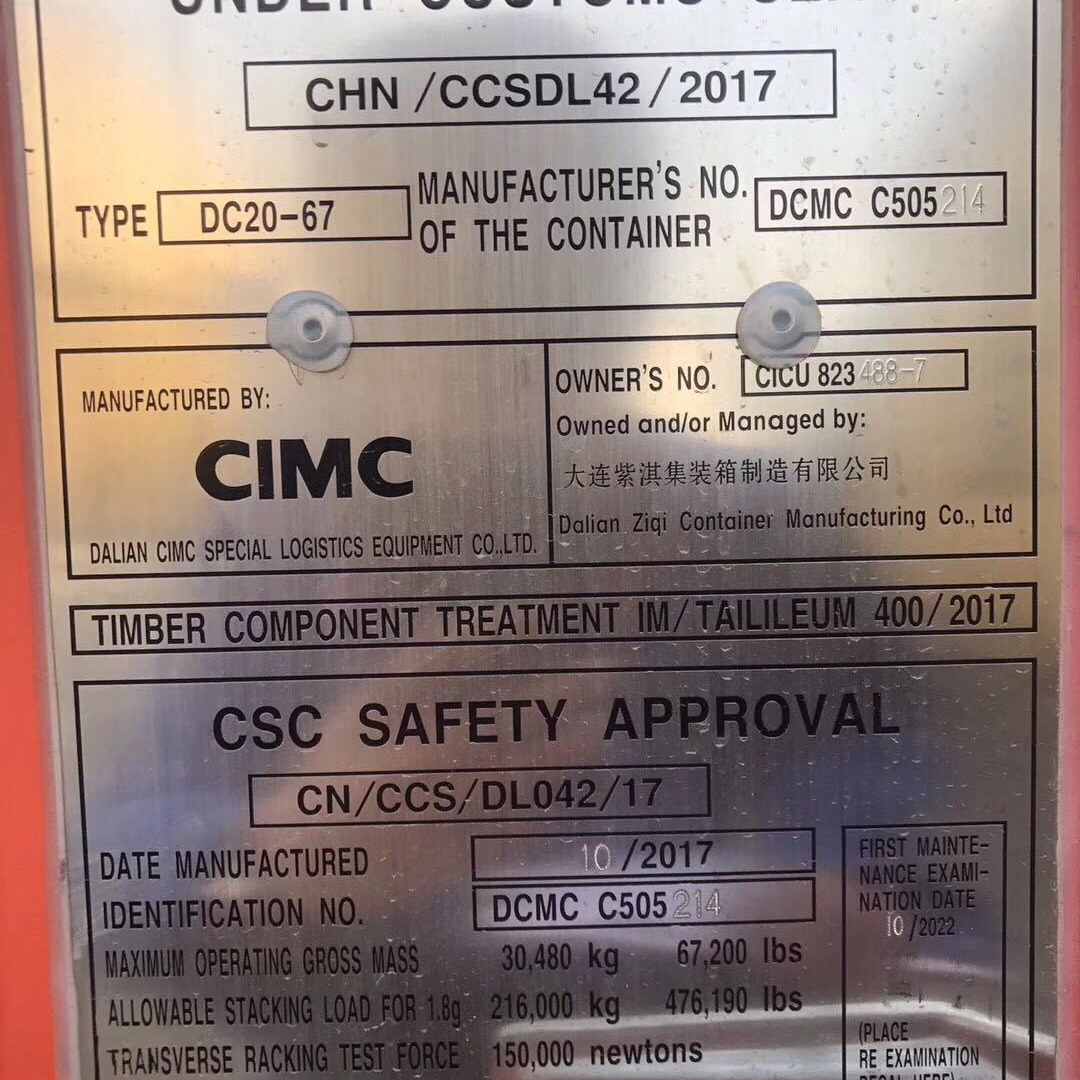 UNDER CUSTOMS SEAL
CHN /CCSDL42/2017
TYPE DC20-67
MANUFACTURER'S NO.
OF THE CONTAINER
DCMC C505214
MANUFACTURED BY:
CIMC
DALIAN CIMC SPECIAL LOGISTICS EQUIPMENT CO.,LTD.
OWNER'S NO. CICU 823488-7
Owned and/or Managed by:
大连紫淇集装箱制造有限公司
Dalian Ziqi Container Manufacturing Co., Ltd
TIMBER COMPONENT TREATMENT IM/TAILILEUM 400/2017
CSC SAFETY APPROVAL
CN/CCS/DL042/17
DATE MANUFACTURED 10/2017
IDENTIFICATION NO. DCMC C505214
MAXIMUM OPERATING GROSS MASS 30,480 kg 67,200 lbs
ALLOWABLE STACKING LOAD FOR 1.8g 216,000 kg 476,190 lbs
TRANSVERSE RACKING TEST FORCE 150,000 newtons
FIRST MAINTE-
NANCE EXAMI-
NATION DATE
10/2022
(PLACE
RE EXAMINATION